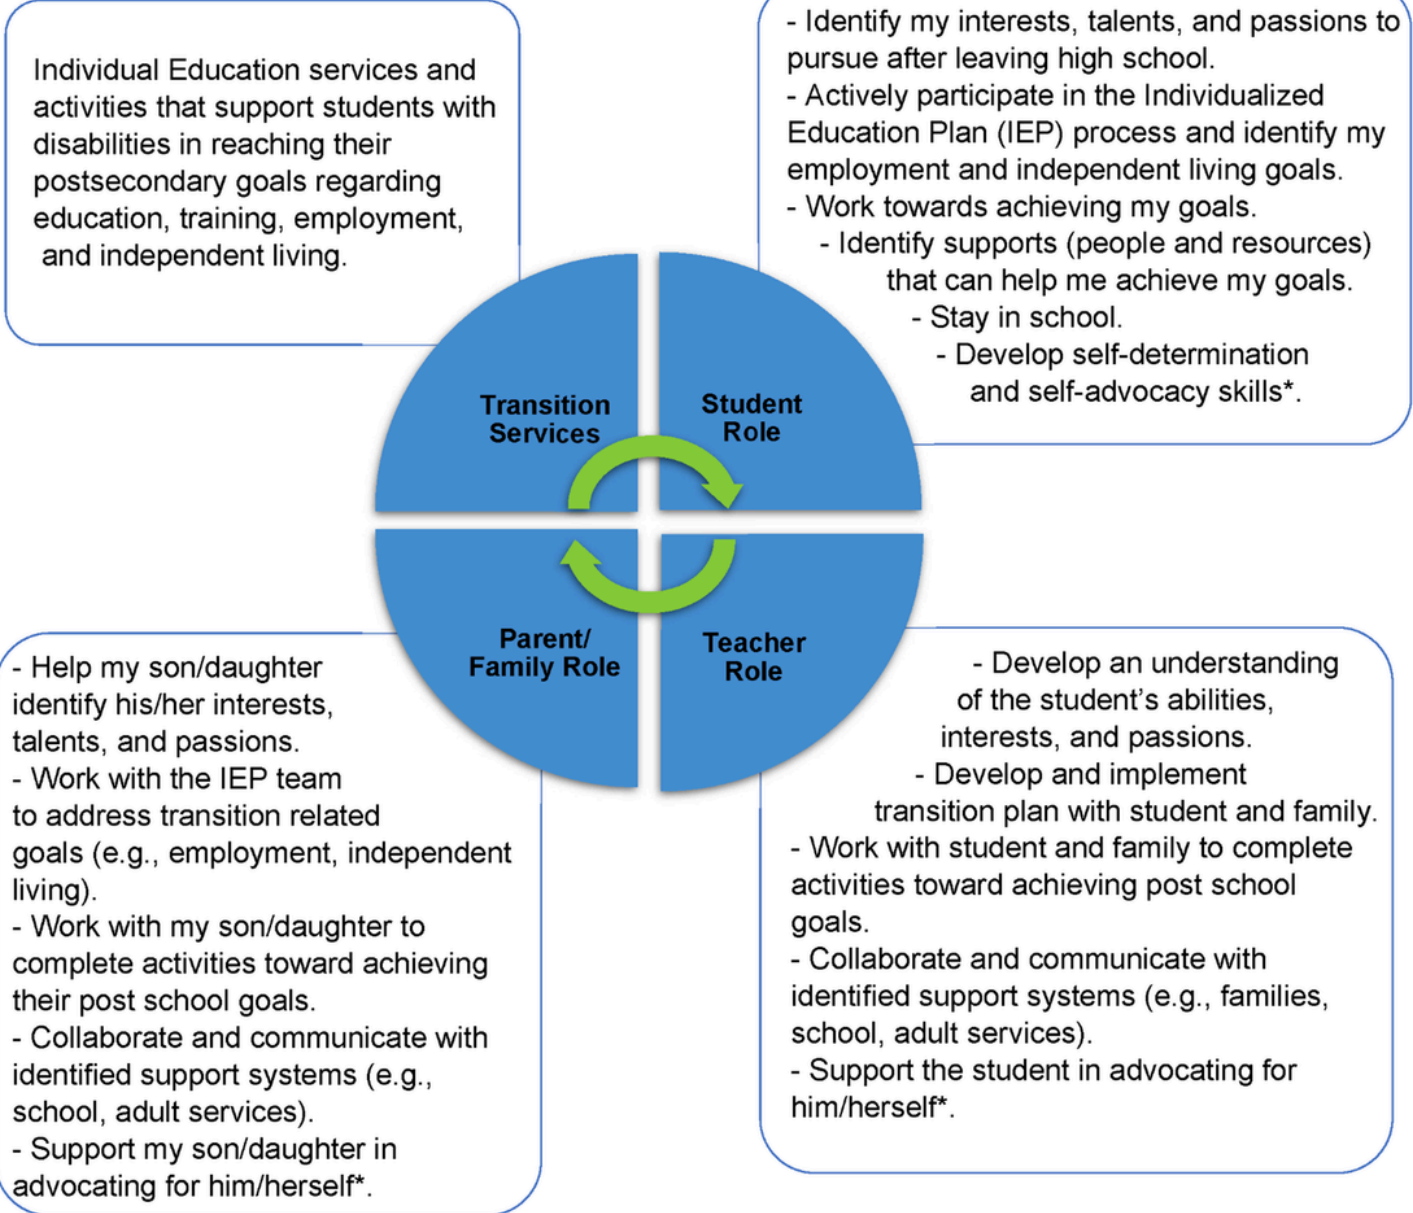 Individual Education services and
activities that support students with
disabilities in reaching their
postsecondary goals regarding
education, training, employment,
and independent living.
- Identify my interests, talents, and passions to
pursue after leaving high school.
- Actively participate in the Individualized
Education Plan (IEP) process and identify my
employment and independent living goals.
- Work towards achieving my goals.
- Identify supports (people and resources)
that can help me achieve my goals.
- Stay in school.
- Develop self-determination
and self-advocacy skills*.
Transition
Services
Student
Role
Parent/
Family Role
Teacher
Role
- Help my son/daughter
identify his/her interests,
talents, and passions.
- Work with the IEP team
to address transition related
goals (e.g., employment, independent
living).
- Work with my son/daughter to
complete activities toward achieving
their post school goals.
- Collaborate and communicate with
identified support systems (e.g.,
school, adult services).
- Support my son/daughter in
advocating for him/herself*.
- Develop an understanding
of the student’s abilities,
interests, and passions.
- Develop and implement
transition plan with student and family.
- Work with student and family to complete
activities toward achieving post school
goals.
- Collaborate and communicate with
identified support systems (e.g., families,
school, adult services).
- Support the student in advocating for
him/herself*.